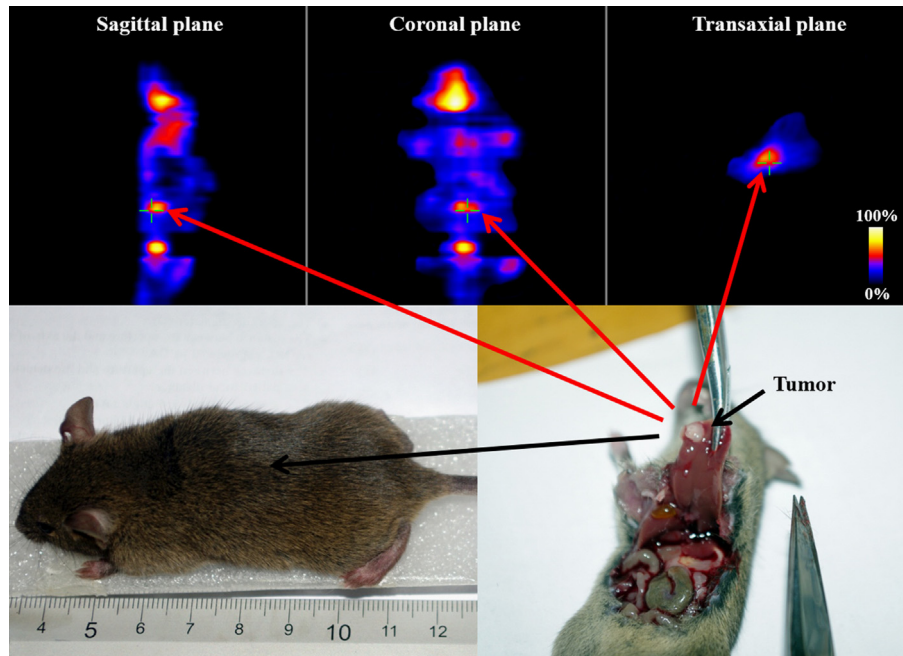 Sagittal plane
Coronal plane
Transaxial plane
100%
0%
Tumor
4 5 6 7 8 9 10 11 12